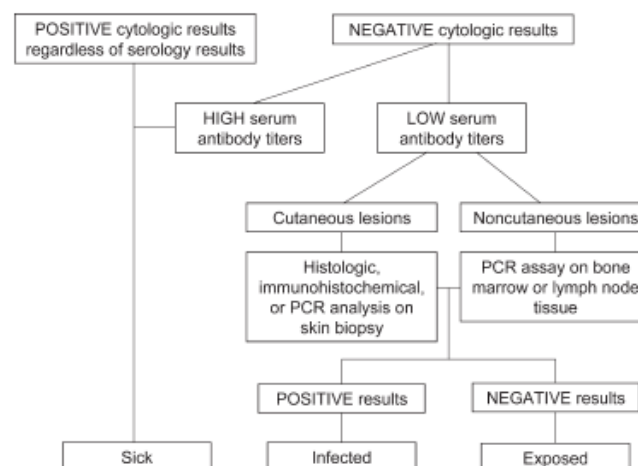 POSITIVE cytologic results
regardless of serology results
NEGATIVE cytologic results
HIGH serum
antibody titers
LOW serum
antibody titers
Cutaneous lesions
Noncutaneous lesions
Histologic,
immunohistochemical,
or PCR analysis on
skin biopsy
PCR assay on bone
marrow or lymph node
tissue
POSITIVE results
NEGATIVE results
Sick
Infected
Exposed